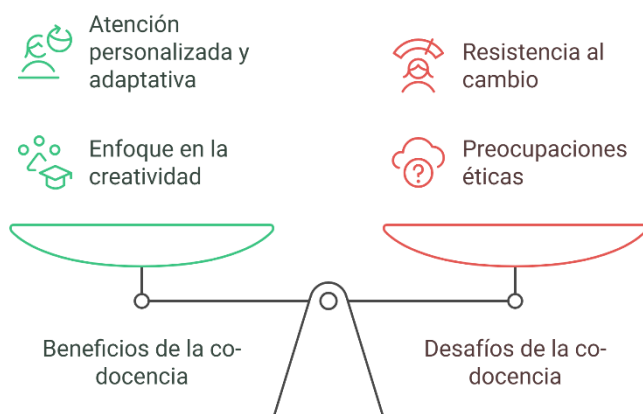 Atención
personalizada y
adaptativa
Enfoque en la
creatividad
Resistencia al
cambio
Preocupaciones
éticas
?
Beneficios de la co-
docencia
Desafíos de la co-
docencia